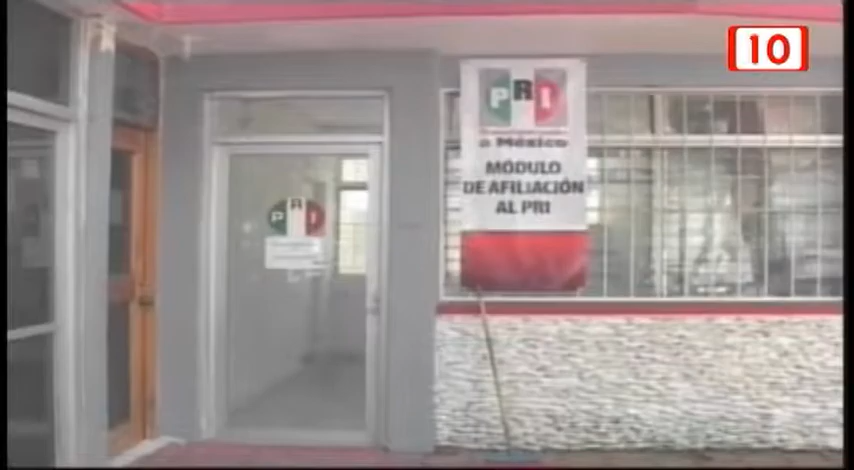 10
PRI
a México
MÓDULO
DE AFILIACIÓN
AL PRI
PRI